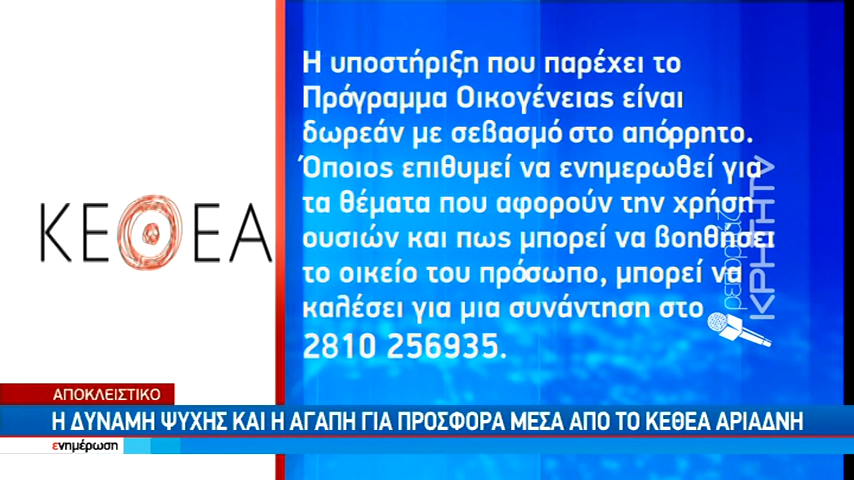 ΚΕΘΕΑ
Η υποστήριξη που παρέχει το
Πρόγραμμα Οικογένειας είναι
δωρεάν με σεβασμό στο απόρρητο.
Όποιος επιθυμεί να ενημερωθεί για
τα θέματα που αφορούν την χρήση
ουσιών και πως μπορεί να βοηθήσει
το οικείο του πρόσωπο, μπορεί να
καλέσει για μια συνάντηση στο
2810 256935.
ρεπορτάζ
ΚΡΗΤΗ TV
ΑΠΟΚΛΕΙΣΤΙΚΟ
Η ΔΥΝΑΜΗ ΨΥΧΗΣ ΚΑΙ Η ΑΓΑΠΗ ΓΙΑ ΠΡΟΣΦΟΡΑ ΜΕΣΑ ΑΠΟ ΤΟ ΚΕΘΕΑ ΑΡΙΑΔΝΗ
ενημέρωση